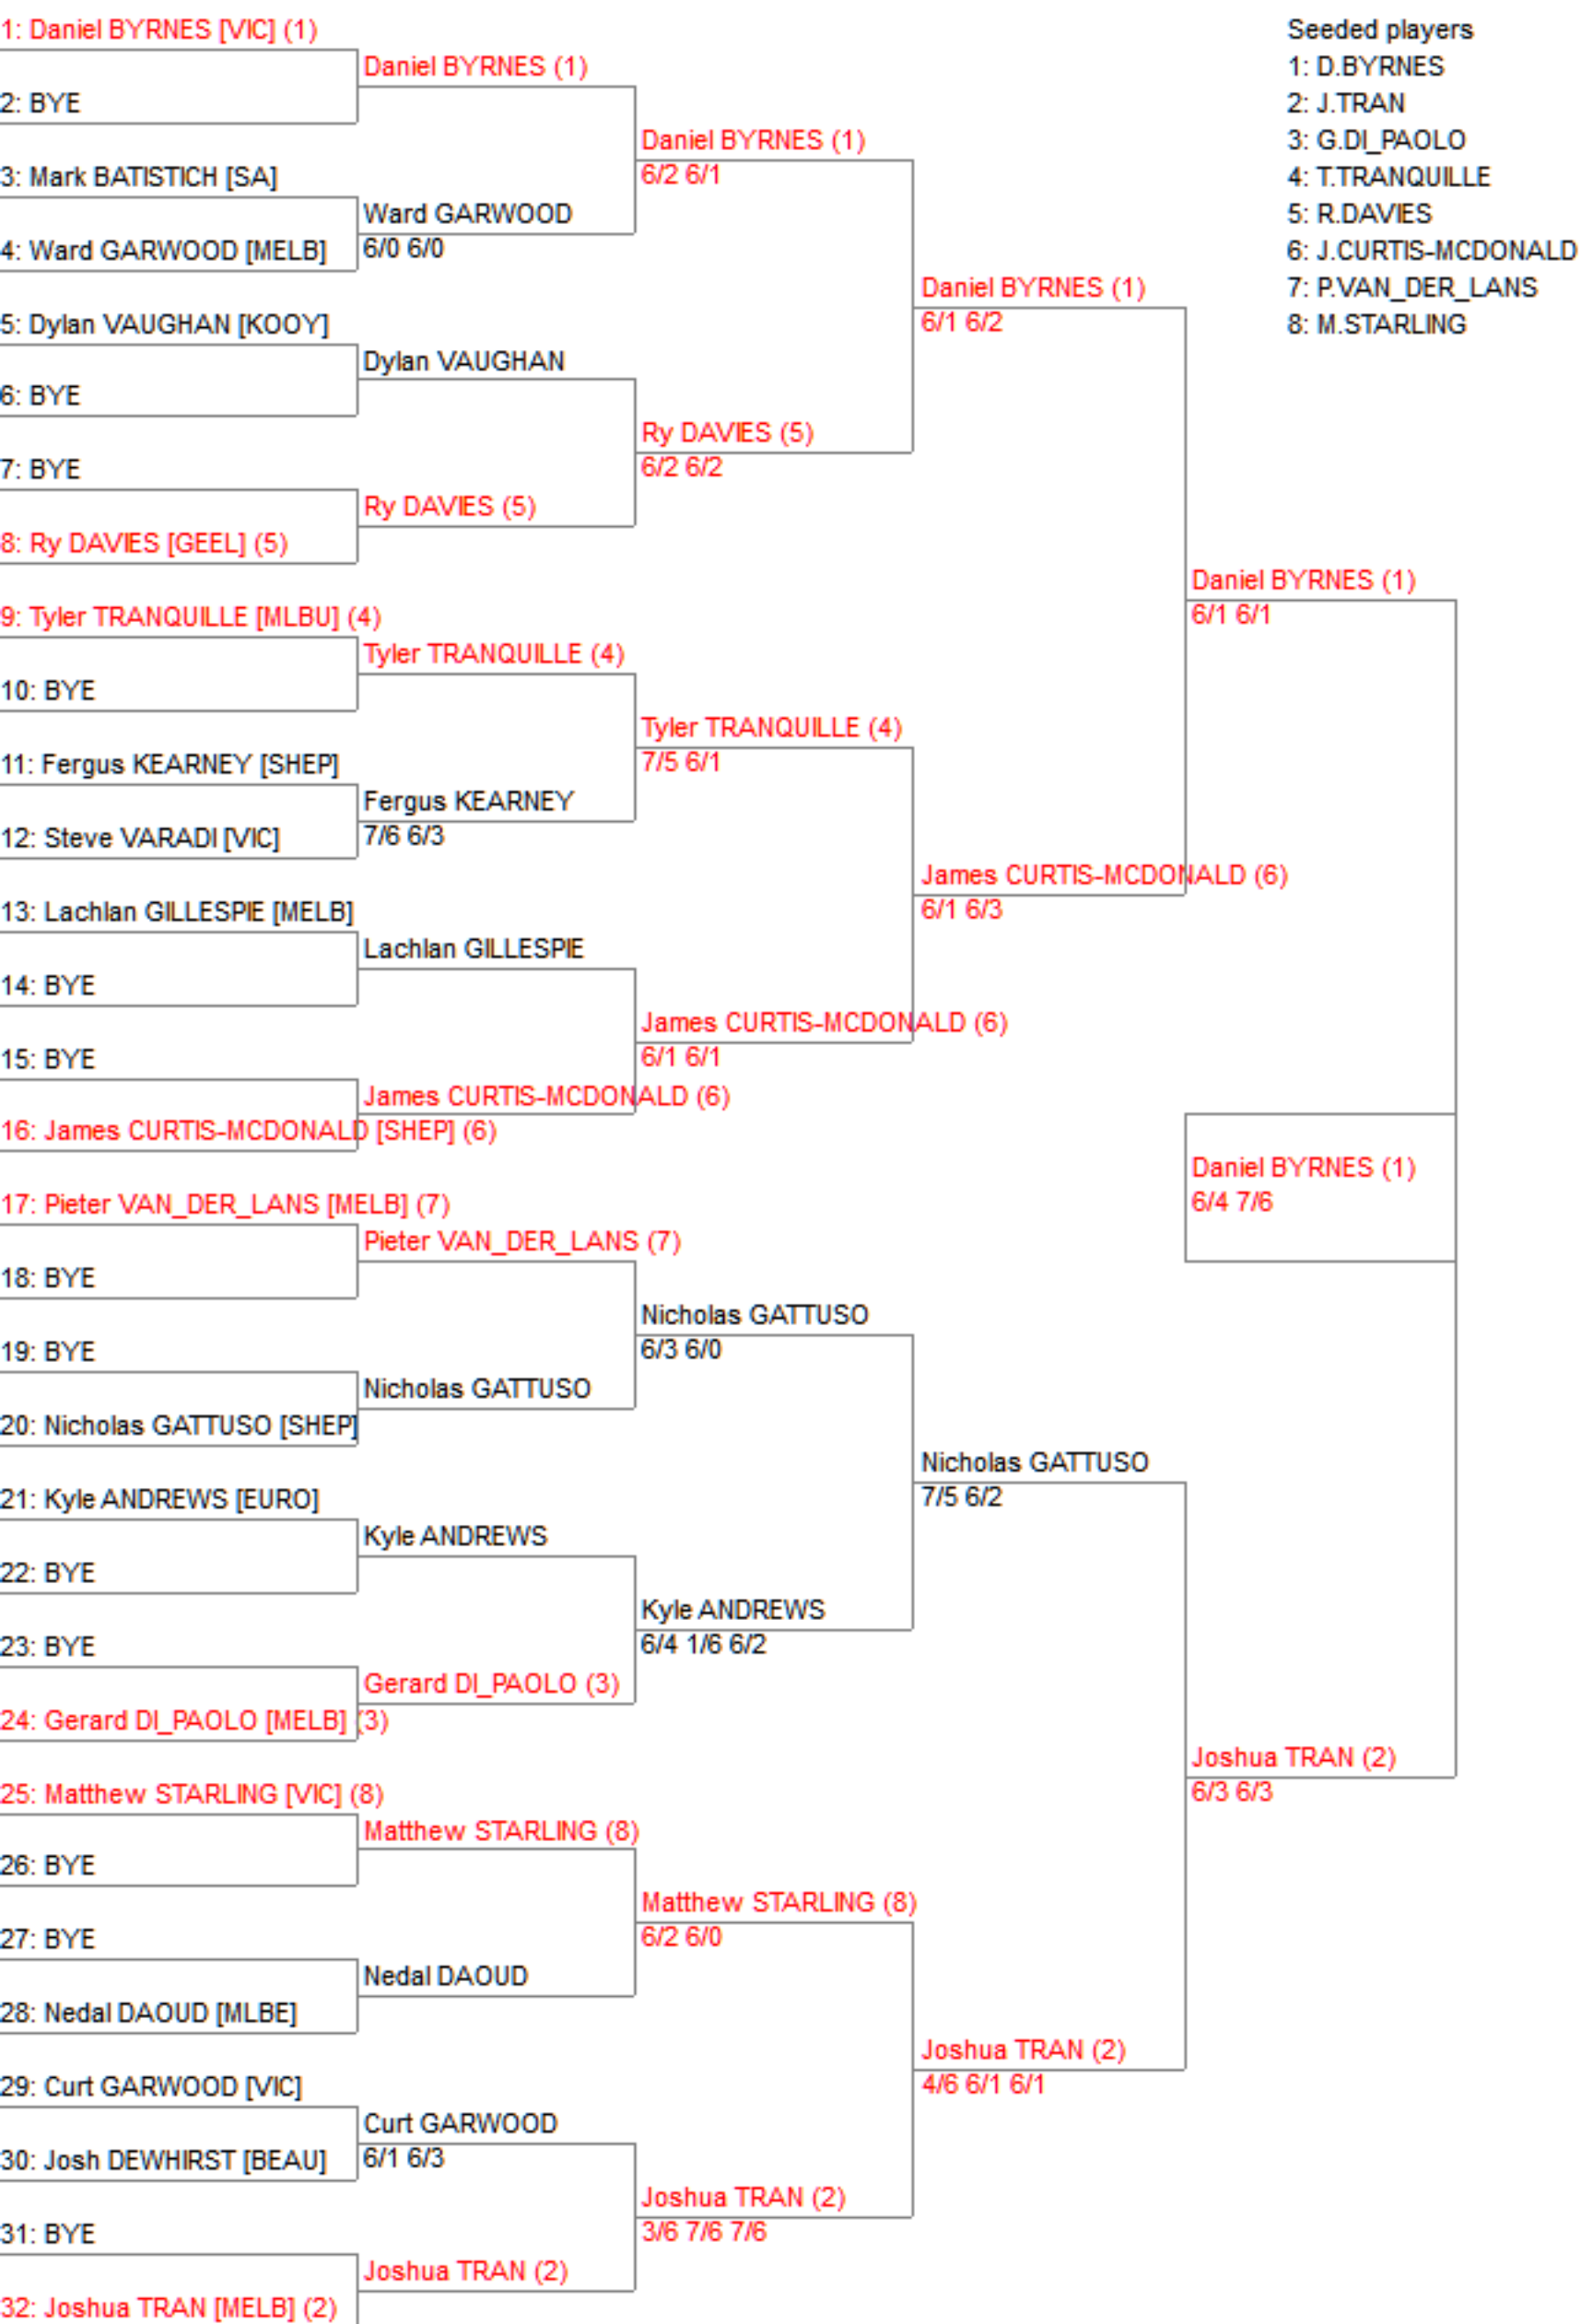 1: Daniel BYRNES [VIC] (1)
Daniel BYRNES (1)
2: BYE
Daniel BYRNES (1)
6/2 6/1
3: Mark BATISTICH [SA]
Ward GARWOOD
6/0 6/0
4: Ward GARWOOD [MELB]
Daniel BYRNES (1)
6/1 6/2
5: Dylan VAUGHAN [KOOY]
Dylan VAUGHAN
6: BYE
Ry DAVIES (5)
6/2 6/2
7: BYE
Ry DAVIES (5)
8: Ry DAVIES [GEEL] (5)
Daniel BYRNES (1)
6/1 6/1
9: Tyler TRANQUILLE [MLBU] (4)
Tyler TRANQUILLE (4)
10: BYE
Tyler TRANQUILLE (4)
7/5 6/1
11: Fergus KEARNEY [SHEP]
Fergus KEARNEY
7/6 6/3
12: Steve VARADI [VIC]
James CURTIS-MCDONALD (6)
6/1 6/3
13: Lachlan GILLESPIE [MELB]
Lachlan GILLESPIE
14: BYE
James CURTIS-MCDONALD (6)
6/1 6/1
15: BYE
James CURTIS-MCDONALD (6)
16: James CURTIS-MCDONALD [SHEP] (6)
Daniel BYRNES (1)
6/4 7/6
17: Pieter VAN_DER_LANS [MELB] (7)
Pieter VAN_DER_LANS (7)
18: BYE
Nicholas GATTUSO
6/3 6/0
19: BYE
Nicholas GATTUSO
20: Nicholas GATTUSO [SHEP]
Nicholas GATTUSO
7/5 6/2
21: Kyle ANDREWS [EURO]
Kyle ANDREWS
22: BYE
Kyle ANDREWS
6/4 1/6 6/2
23: BYE
Gerard DI_PAOLO (3)
24: Gerard DI_PAOLO [MELB] (3)
Joshua TRAN (2)
6/3 6/3
25: Matthew STARLING [VIC] (8)
Matthew STARLING (8)
26: BYE
Matthew STARLING (8)
6/2 6/0
27: BYE
Nedal DAOUD
28: Nedal DAOUD [MLBE]
Joshua TRAN (2)
4/6 6/1 6/1
29: Curt GARWOOD [VIC]
Curt GARWOOD
6/1 6/3
30: Josh DEWHIRST [BEAU]
Joshua TRAN (2)
3/6 7/6 7/6
31: BYE
Joshua TRAN (2)
32: Joshua TRAN [MELB] (2)
Seeded players
1: D.BYRNES
2: J.TRAN
3: G.DI_PAOLO
4: T.TRANQUILLE
5: R.DAVIES
6: J.CURTIS-MCDONALD
7: P.VAN_DER_LANS
8: M.STARLING